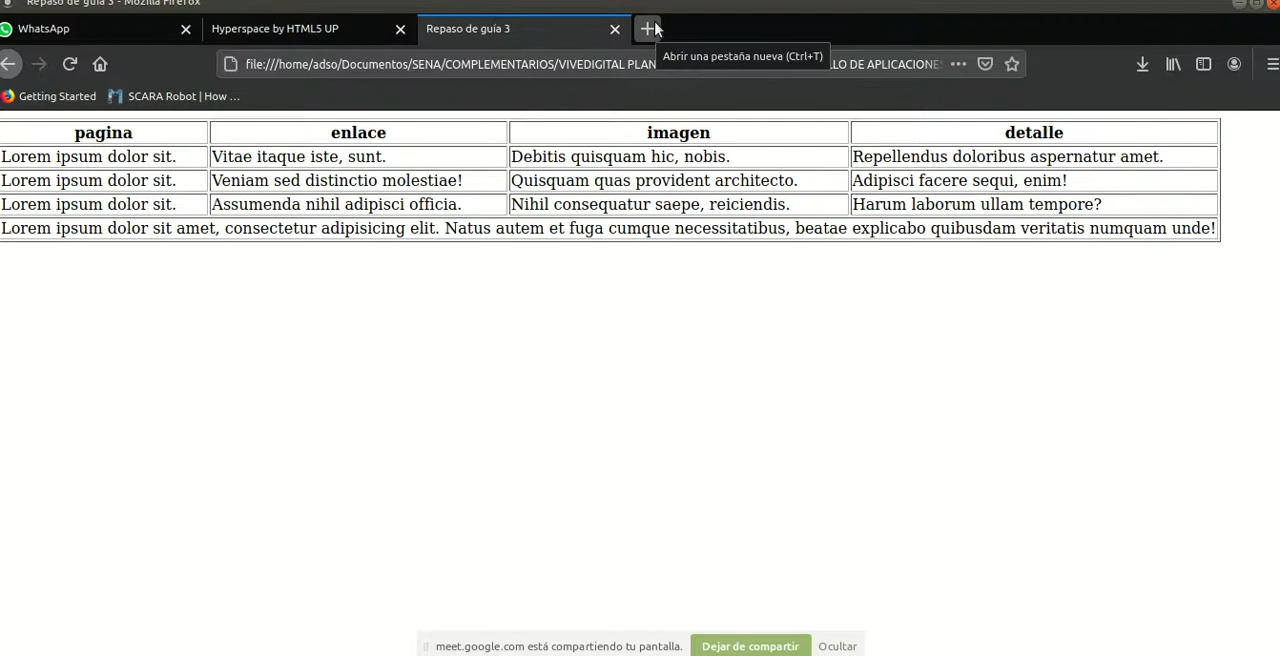 Repaso de guía 3 - Mozilla Firefox
WhatsApp Hyperspace by HTML5 UP Repaso de guía 3
Abrir una pestaña nueva (Ctrl+T)
file:///home/adso/Documentos/SENA/COMPLEMENTARIOS/VIVEDIGITAL PLAN LLO DE APLICACIONES
Getting Started SCARA Robot | How ...
pagina enlace imagen detalle
Lorem ipsum dolor sit. Vitae itaque iste, sunt. Debitis quisquam hic, nobis. Repellendus doloribus aspernatur amet.
Lorem ipsum dolor sit. Veniam sed distinctio molestiae! Quisquam quas provident architecto. Adipisci facere sequi, enim!
Lorem ipsum dolor sit. Assumenda nihil adipisci officia. Nihil consequatur saepe, reiciendis. Harum laborum ullam tempore?
Lorem ipsum dolor sit amet, consectetur adipisicing elit. Natus autem et fuga cumque necessitatibus, beatae explicabo quibusdam veritatis numquam unde!
meet.google.com está compartiendo tu pantalla. Dejar de compartir Ocultar